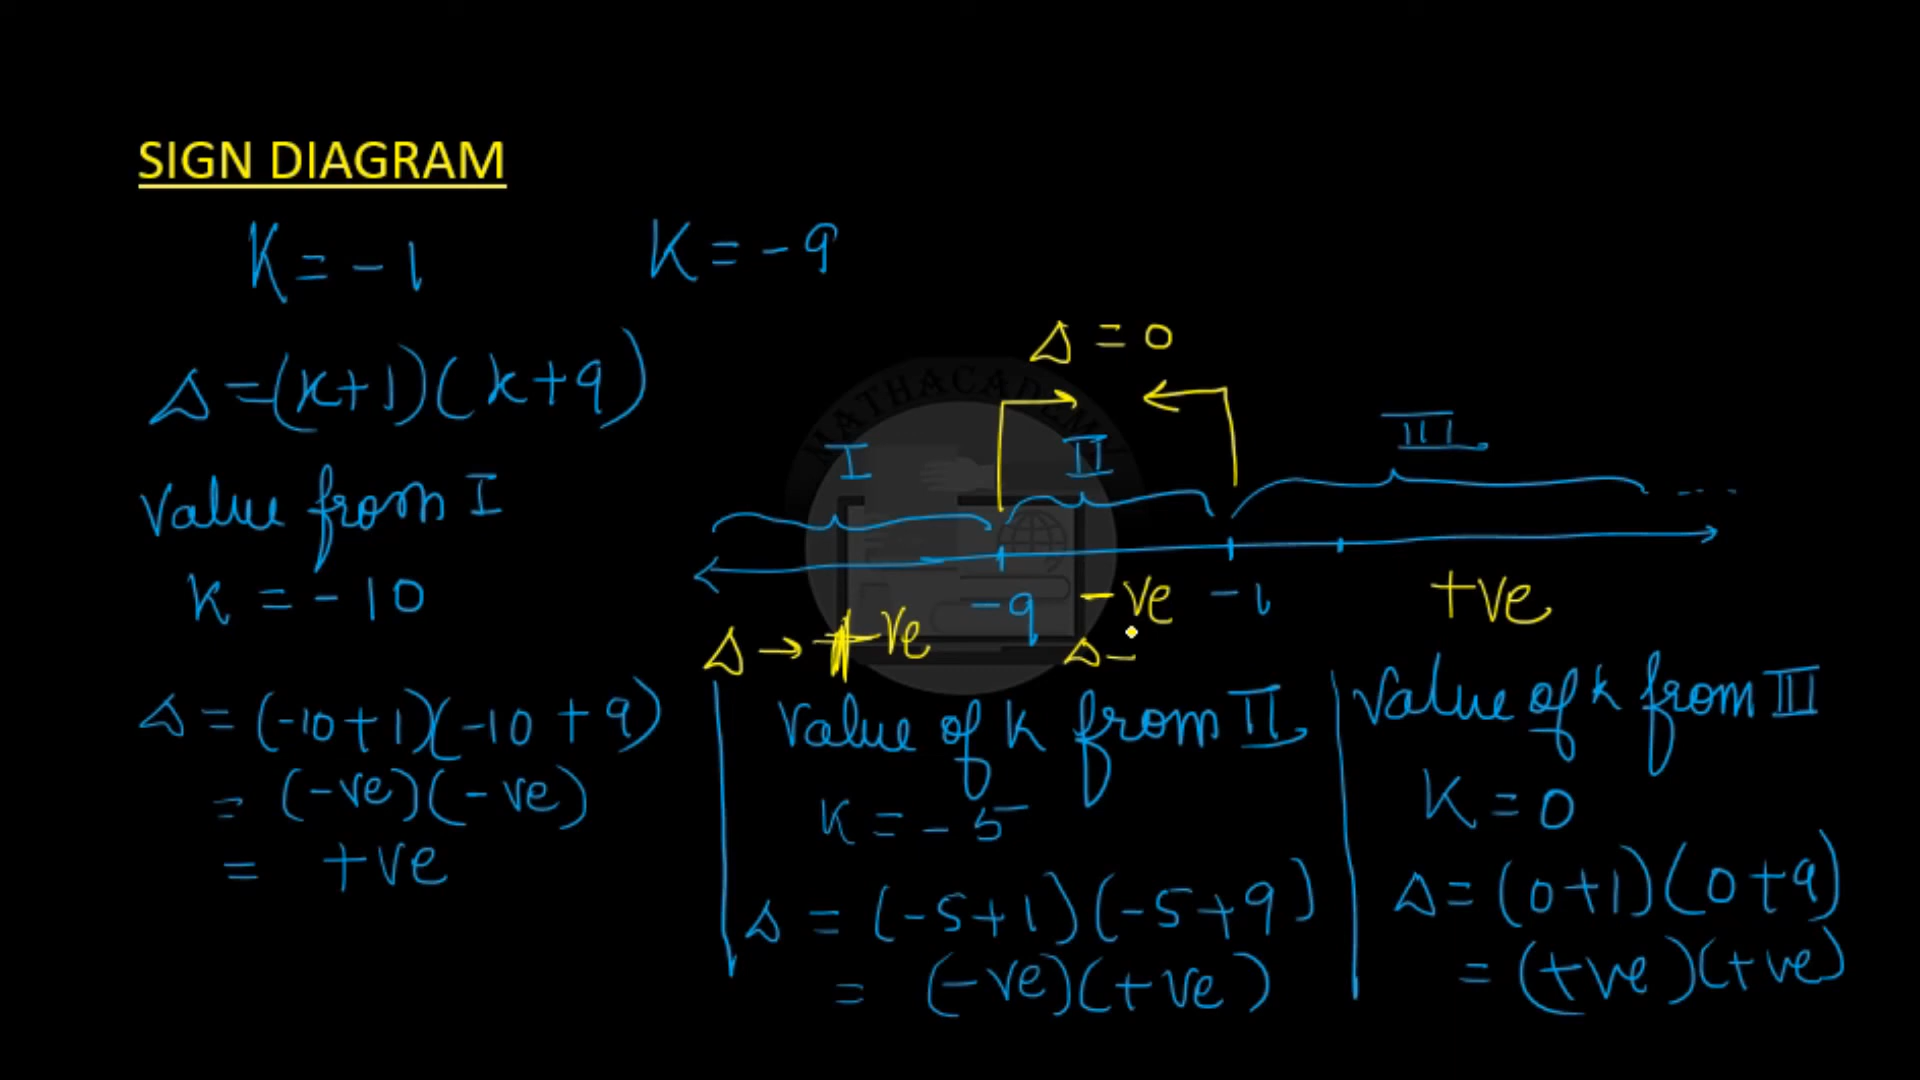 SIGN DIAGRAM
K = -1
K = -9
Δ = (k+1)(k+9)
Value from I
k = -10
Δ = (-10+1)(-10+9)
= (-ve)(-ve)
= +ve
Δ = 0
MATHACADEMY
I
II
III
-9
-ve
-1
+ve
Δ → +ve
Δ -
Value of k from II
K = -5
Δ = (-5+1)(-5+9)
= (-ve)(+ve)
Value of k from III
K = 0
Δ = (0+1)(0+9)
= (+ve)(+ve)